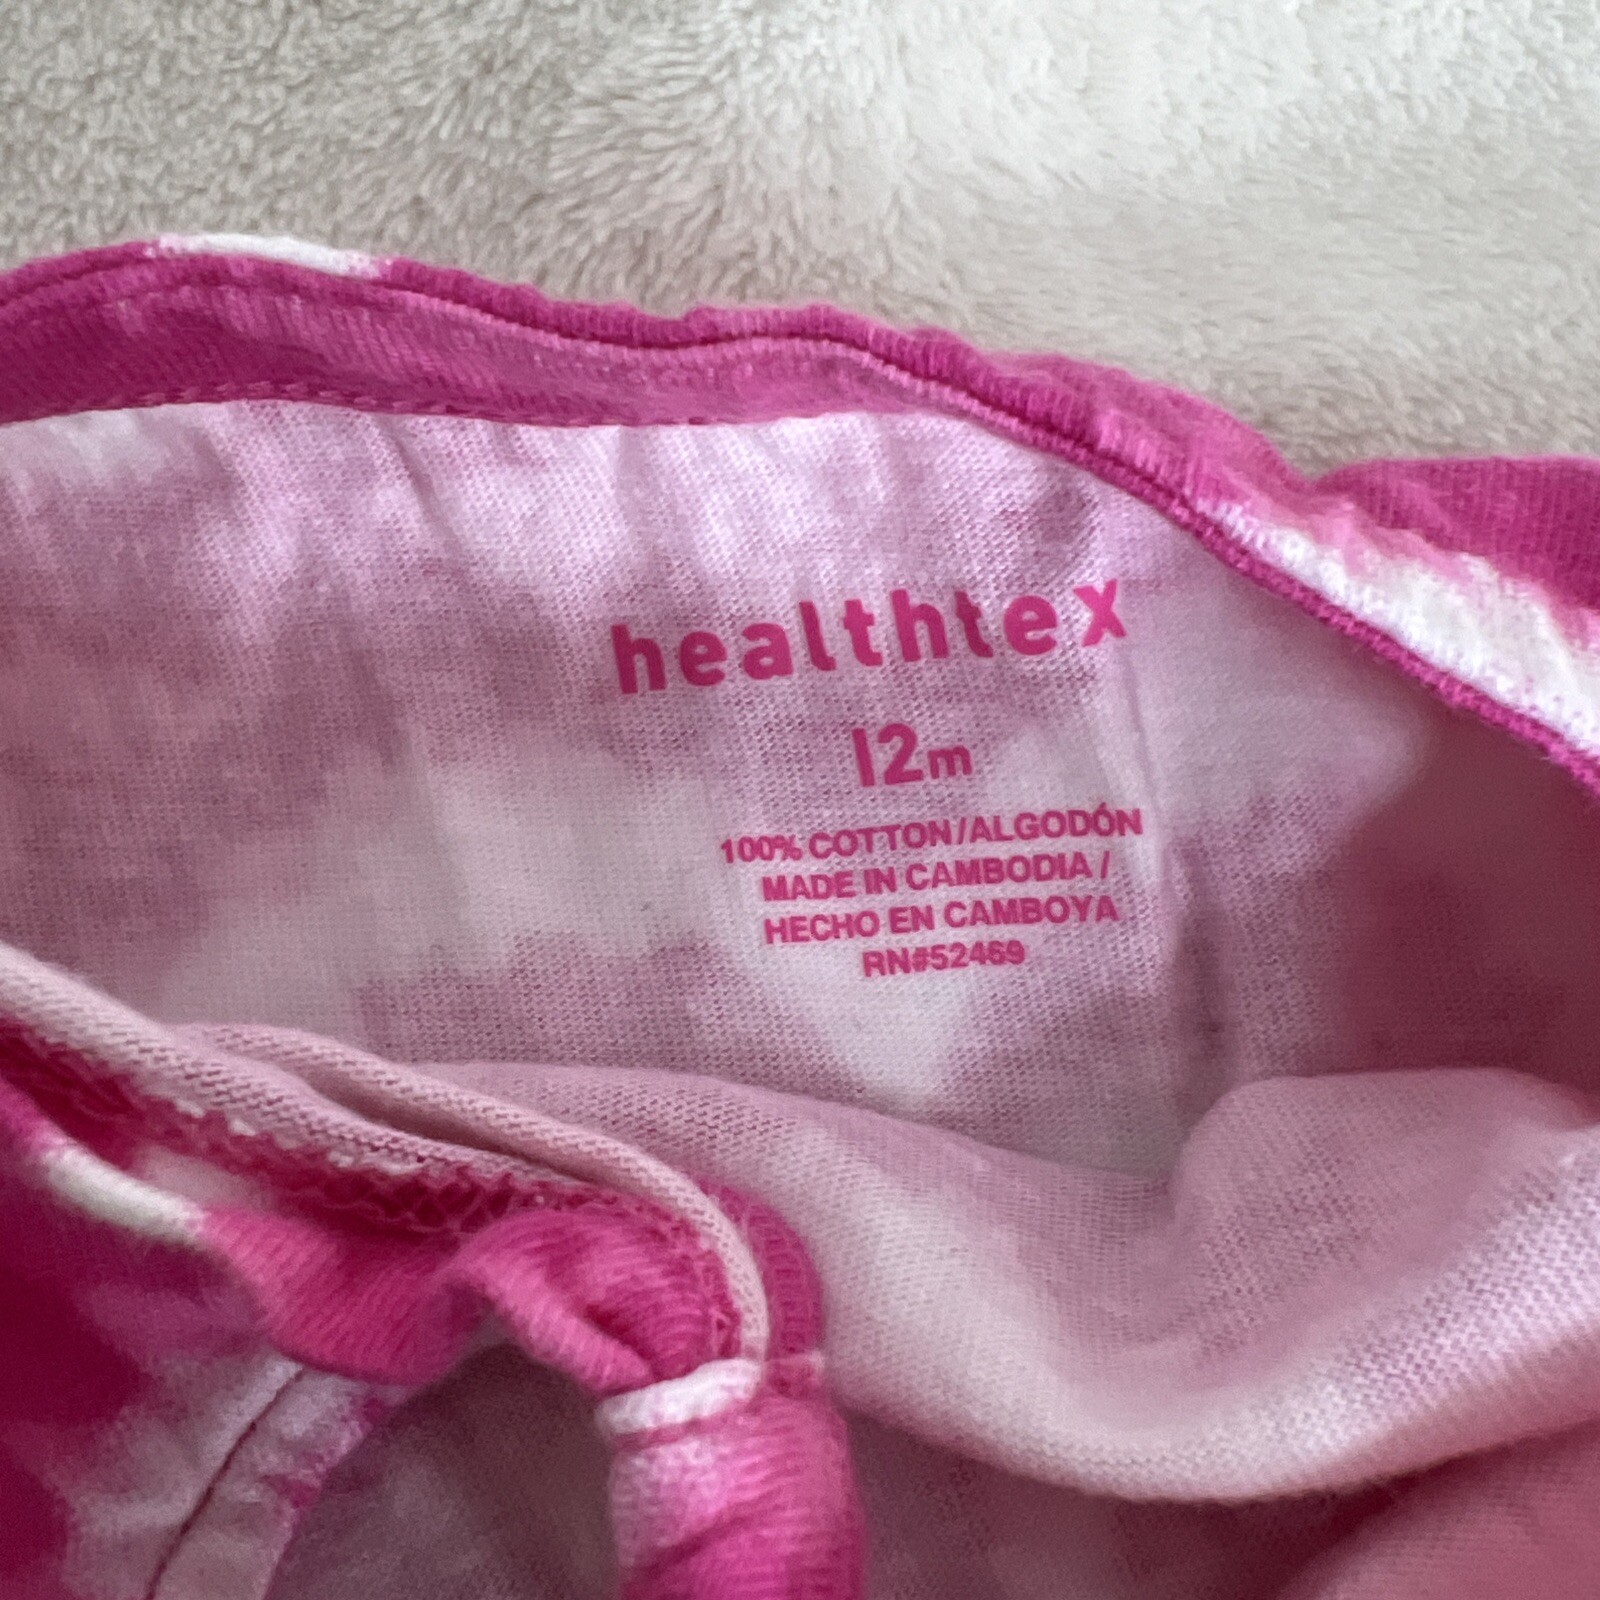 healthtex
12m
100% COTTON/ALGODÓN
MADE IN CAMBODIA /
HECHO EN CAMBOYA
RN#52469